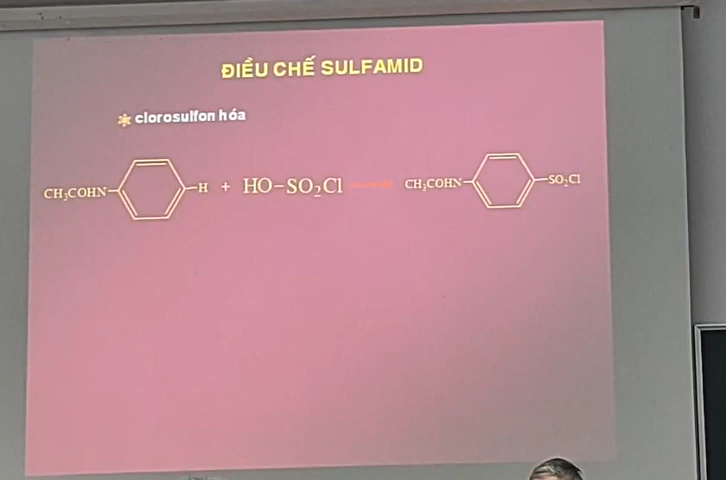 ĐIỀU CHẾ SULFAMID
clorosulfon hóa
CH₃COHN H + HO-SO₂Cl CH₃COHN SO₂Cl